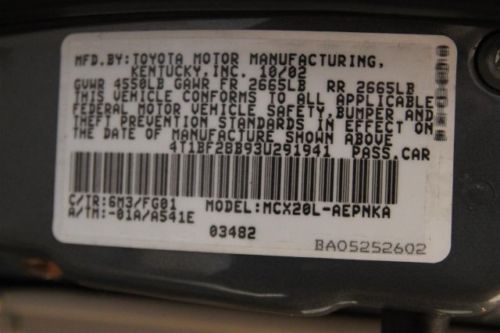 MFD.BY:TOYOTA MOTOR MANUFACTURING,
KENTUCKY,INC. 10/02
GVWR 4550LB GAWR FR 2665LB RR 2665LB
THIS VEHICLE CONFORMS TO ALL APPLICABLE
FEDERAL MOTOR VEHICLE SAFETY,BUMPER,AND
THEFT PREVENTION STANDARDS IN EFFECT ON
THE DATE OF MANUFACTURE SHOWN ABOVE
4T1BF28B93U291941 PASS.CAR
C/TR:6M3/FG01 MODEL:MCX20L-AEPNKA
A/TM:-01A/A541E
03482
BA05252602